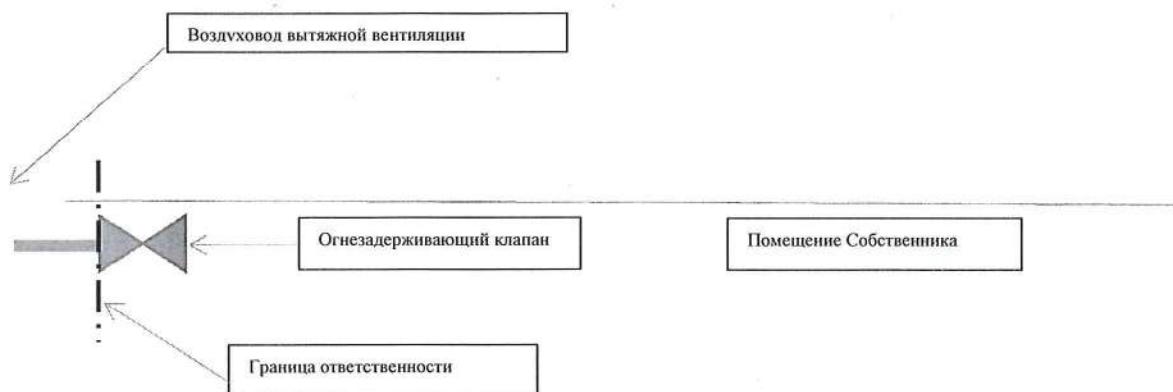 Воздуховод вытяжной вентиляции
Огнезадерживающий клапан
Помещение Собственника
Граница ответственности